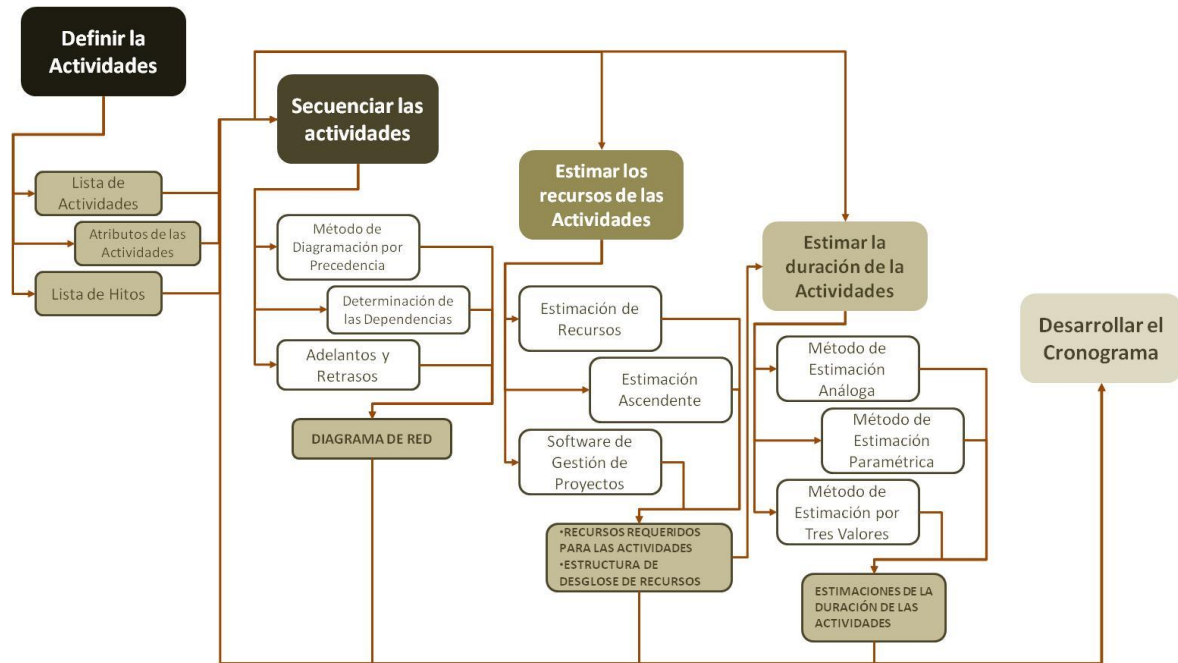 Definir la
Actividades
Lista de
Actividades
Atributos de las
Actividades
Lista de Hitos
Secuenciar las
actividades
Método de
Diagramación por
Precedencia
Determinación de
las Dependencias
Adelantos y
Retrasos
DIAGRAMA DE RED
Estimar los
recursos de las
Actividades
Estimación de
Recursos
Estimación
Ascendente
Software de
Gestión de
Proyectos
•RECURSOS REQUERIDOS
PARA LAS ACTIVIDADES
•ESTRUCTURA DE
DESGLOSE DE RECURSOS
Estimar la
duración de la
Actividades
Método de
Estimación
Análoga
Método de
Estimación
Paramétrica
Método de
Estimación por
Tres Valores
ESTIMACIONES DE LA
DURACIÓN DE LAS
ACTIVIDADES
Desarrollar el
Cronograma